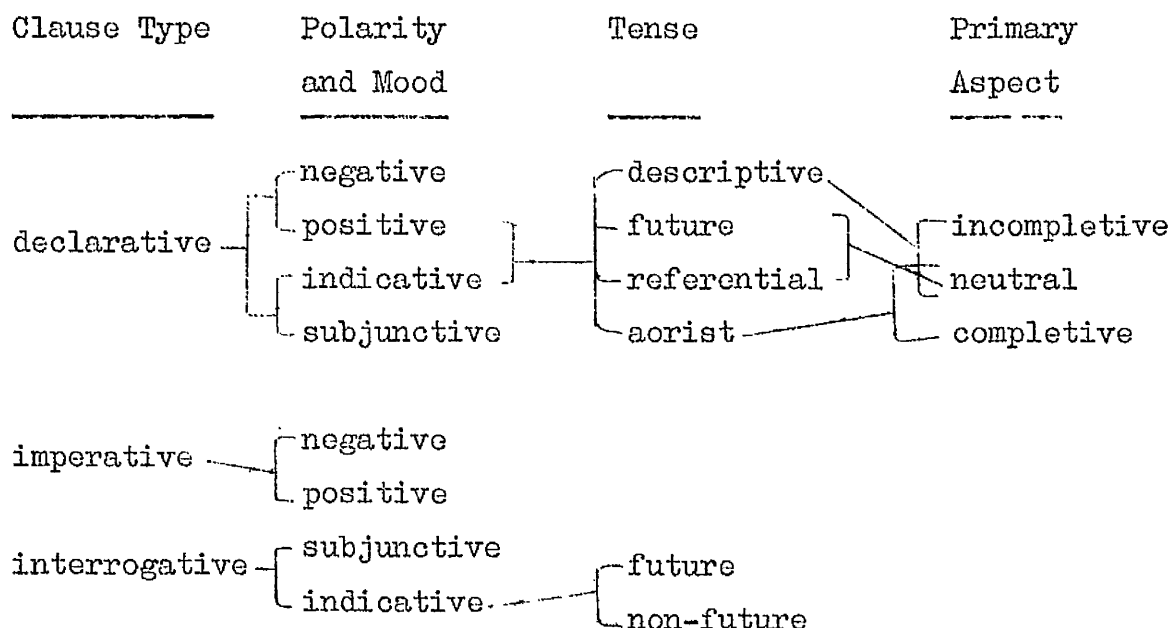 Clause Type Polarity Tense Primary
and Mood Aspect
negative descriptive
positive future incompletive
declarative
indicative referential neutral
subjunctive aorist completive
negative
imperative
positive
subjunctive
interrogative future
indicative
non-future